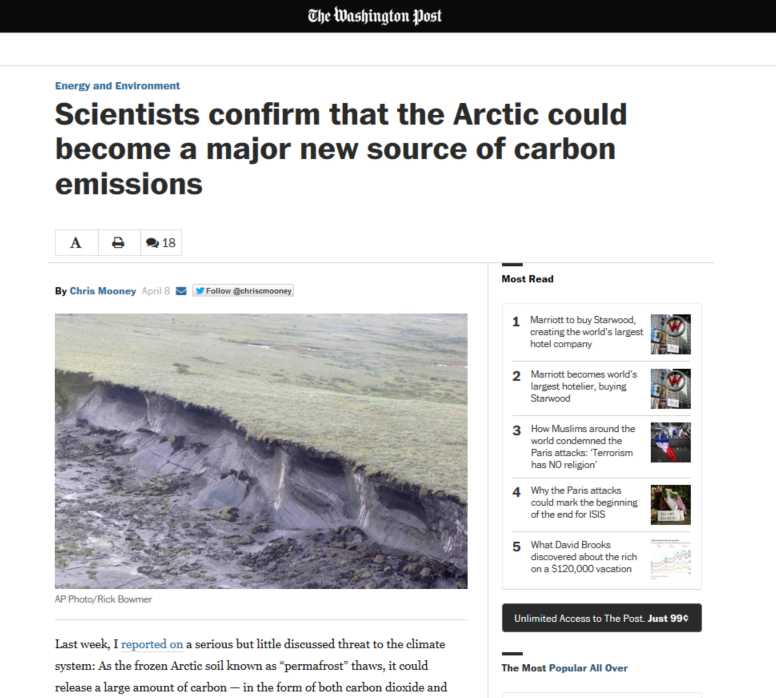 The Washington Post
Energy and Environment
Scientists confirm that the Arctic could
become a major new source of carbon
emissions
A
18
By Chris Mooney April 8 Follow @chriscmooney
AP Photo/Rick Bowmer
Last week, I reported on a serious but little discussed threat to the climate
system: As the frozen Arctic soil known as “permafrost” thaws, it could
release a large amount of carbon — in the form of both carbon dioxide and
Most Read
1 Marriott to buy Starwood,
creating the world's largest
hotel company
2 Marriott becomes world's
largest hotelier, buying
Starwood
3 How Muslims around the
world condemned the
Paris attacks: ‘Terrorism
has NO religion’
4 Why the Paris attacks
could mark the beginning
of the end for ISIS
5 What David Brooks
discovered about the rich
on a $120,000 vacation
Unlimited Access to The Post. Just 99¢
The Most Popular All Over